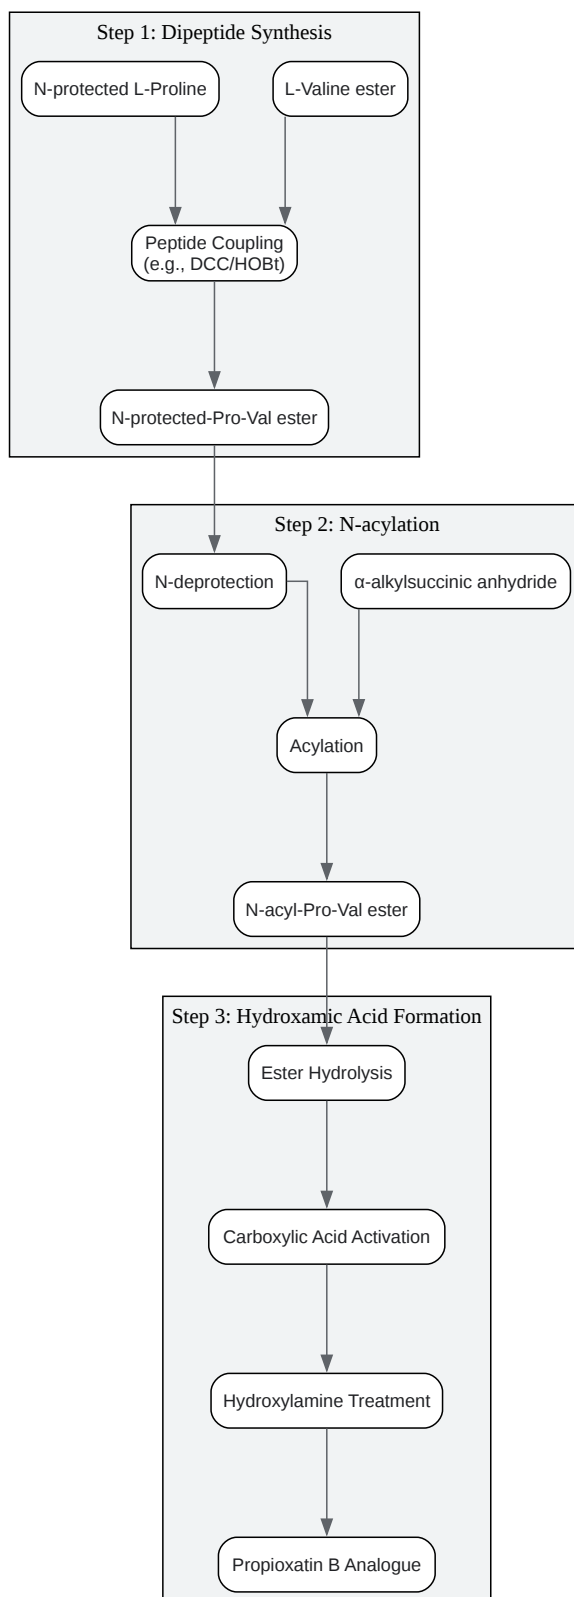 Step 1: Dipeptide Synthesis
N-protected L-Proline
L-Valine ester
Peptide Coupling
(e.g., DCC/HOBt)
N-protected-Pro-Val ester
Step 2: N-acylation
N-deprotection
α-alkylsuccinic anhydride
Acylation
N-acyl-Pro-Val ester
Step 3: Hydroxamic Acid Formation
Ester Hydrolysis
Carboxylic Acid Activation
Hydroxylamine Treatment
Propioxatin B Analogue